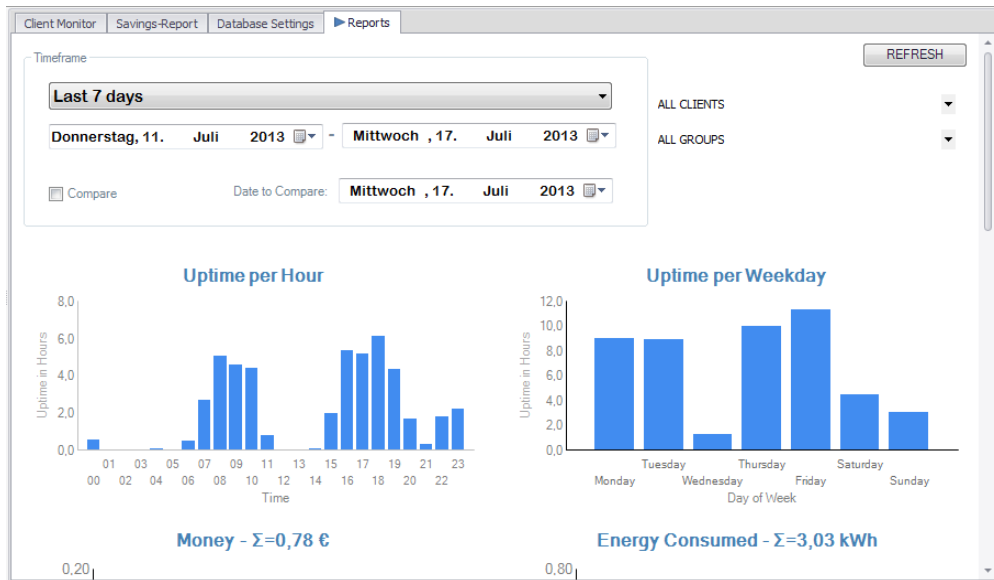 Client Monitor Savings-Report Database Settings Reports
Timeframe
REFRESH
Last 7 days
ALL CLIENTS
Donnerstag, 11. Juli 2013 - Mittwoch , 17. Juli 2013
ALL GROUPS
Compare
Date to Compare:
Mittwoch , 17. Juli 2013
Uptime per Hour
8,0
6,0
4,0
2,0
0,0
Uptime in Hours
01 03 05 07 09 11 13 15 17 19 21 23
00 02 04 06 08 10 12 14 16 18 20 22
Time
Uptime per Weekday
12,0
10,0
8,0
6,0
4,0
2,0
0,0
Uptime in Hours
Tuesday Thursday Saturday
Monday Wednesday Friday Sunday
Day of Week
Money - Σ=0,78 €
0,20
Energy Consumed - Σ=3,03 kWh
0,80